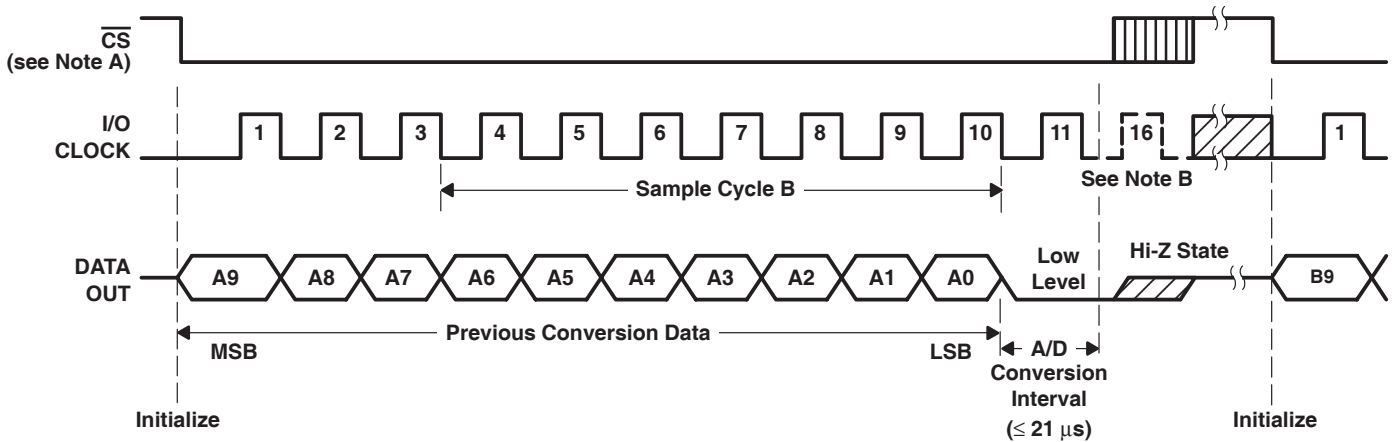 CS
(see Note A)
I/O
CLOCK
1 2 3 4 5 6 7 8 9 10 11 16 1
See Note B
Sample Cycle B
DATA
OUT
A9 A8 A7 A6 A5 A4 A3 A2 A1 A0
Low
Level
Hi-Z State
B9
Previous Conversion Data
MSB
LSB
A/D
Conversion
Interval
(≤ 21 μs)
Initialize
Initialize